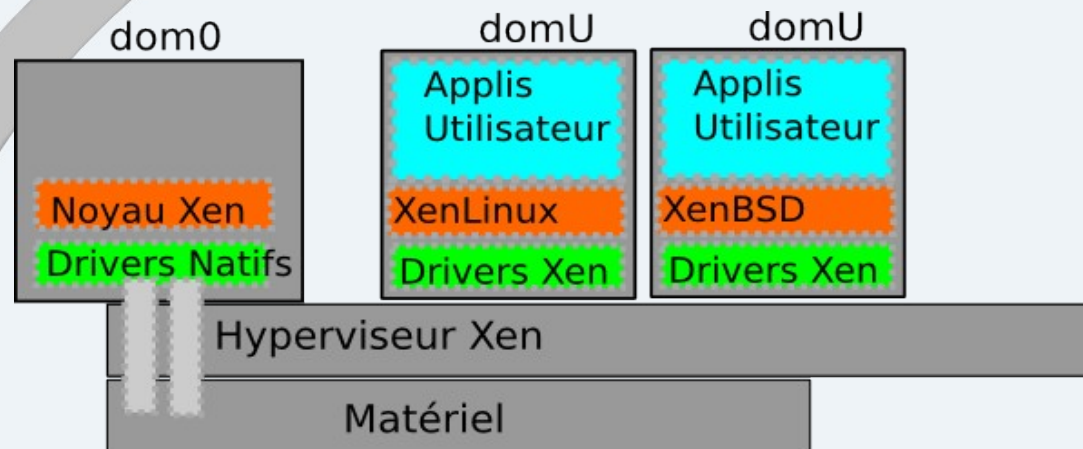 dom0
domU
domU
Applis
Utilisateur
Applis
Utilisateur
Noyau Xen
XenLinux
XenBSD
Drivers Natifs
Drivers Xen
Drivers Xen
Hyperviseur Xen
Matériel